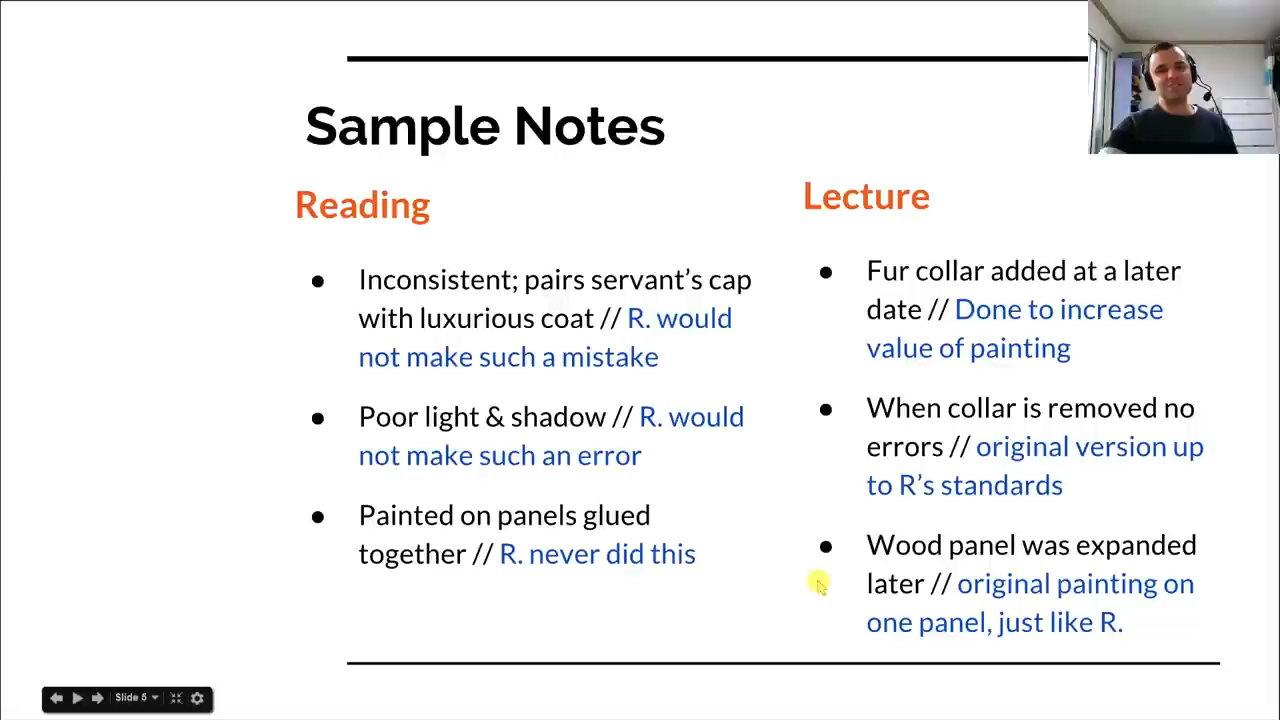 Sample Notes
Reading
● Inconsistent; pairs servant's cap
with luxurious coat // R. would
not make such a mistake
● Poor light & shadow // R. would
not make such an error
● Painted on panels glued
together // R. never did this
Lecture
● Fur collar added at a later
date // Done to increase
value of painting
● When collar is removed no
errors // original version up
to R's standards
● Wood panel was expanded
later // original painting on
one panel, just like R.
Slide 5